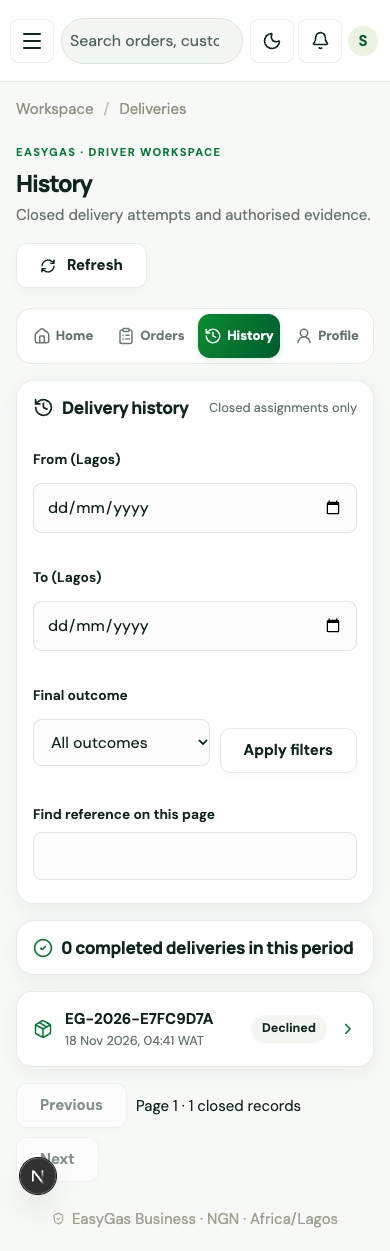 Search orders, custo
S
Workspace / Deliveries
EASYGAS · DRIVER WORKSPACE
History
Closed delivery attempts and authorised evidence.
Refresh
Home Orders History Profile
Delivery history Closed assignments only
From (Lagos)
dd/mm/yyyy
To (Lagos)
dd/mm/yyyy
Final outcome
All outcomes Apply filters
Find reference on this page
0 completed deliveries in this period
EG-2026-E7FC9D7A
18 Nov 2026, 04:41 WAT
Declined
Previous Page 1 · 1 closed records
Next
N
EasyGas Business · NGN · Africa/Lagos